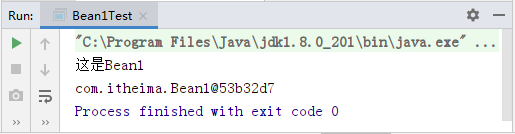 Run: Bean1Test ×
"C:\Program Files\Java\jdk1.8.0_201\bin\java.exe" ...
这是Bean1
com.itheima.Bean1@53b32d7
Process finished with exit code 0